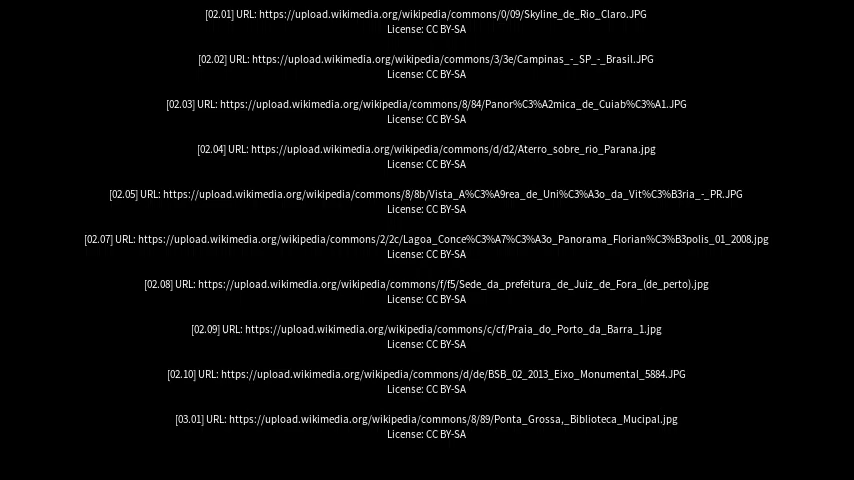 [02.01] URL: https://upload.wikimedia.org/wikipedia/commons/0/09/Skyline_de_Rio_Claro.JPG
License: CC BY-SA
[02.02] URL: https://upload.wikimedia.org/wikipedia/commons/3/3e/Campinas_-_SP_-_Brasil.JPG
License: CC BY-SA
[02.03] URL: https://upload.wikimedia.org/wikipedia/commons/8/84/Panor%C3%A2mica_de_Cuiab%C3%A1.JPG
License: CC BY-SA
[02.04] URL: https://upload.wikimedia.org/wikipedia/commons/d/d2/Aterro_sobre_rio_Parana.jpg
License: CC BY-SA
[02.05] URL: https://upload.wikimedia.org/wikipedia/commons/8/8b/Vista_A%C3%A9rea_de_Uni%C3%A3o_da_Vit%C3%B3ria_-_PR.JPG
License: CC BY-SA
[02.07] URL: https://upload.wikimedia.org/wikipedia/commons/2/2c/Lagoa_Conce%C3%A7%C3%A3o_Panorama_Florian%C3%B3polis_01_2008.jpg
License: CC BY-SA
[02.08] URL: https://upload.wikimedia.org/wikipedia/commons/f/f5/Sede_da_prefeitura_de_Juiz_de_Fora_(de_perto).jpg
License: CC BY-SA
[02.09] URL: https://upload.wikimedia.org/wikipedia/commons/c/cf/Praia_do_Porto_da_Barra_1.jpg
License: CC BY-SA
[02.10] URL: https://upload.wikimedia.org/wikipedia/commons/d/de/BSB_02_2013_Eixo_Monumental_5884.JPG
License: CC BY-SA
[03.01] URL: https://upload.wikimedia.org/wikipedia/commons/8/89/Ponta_Grossa,_Biblioteca_Mucipal.jpg
License: CC BY-SA